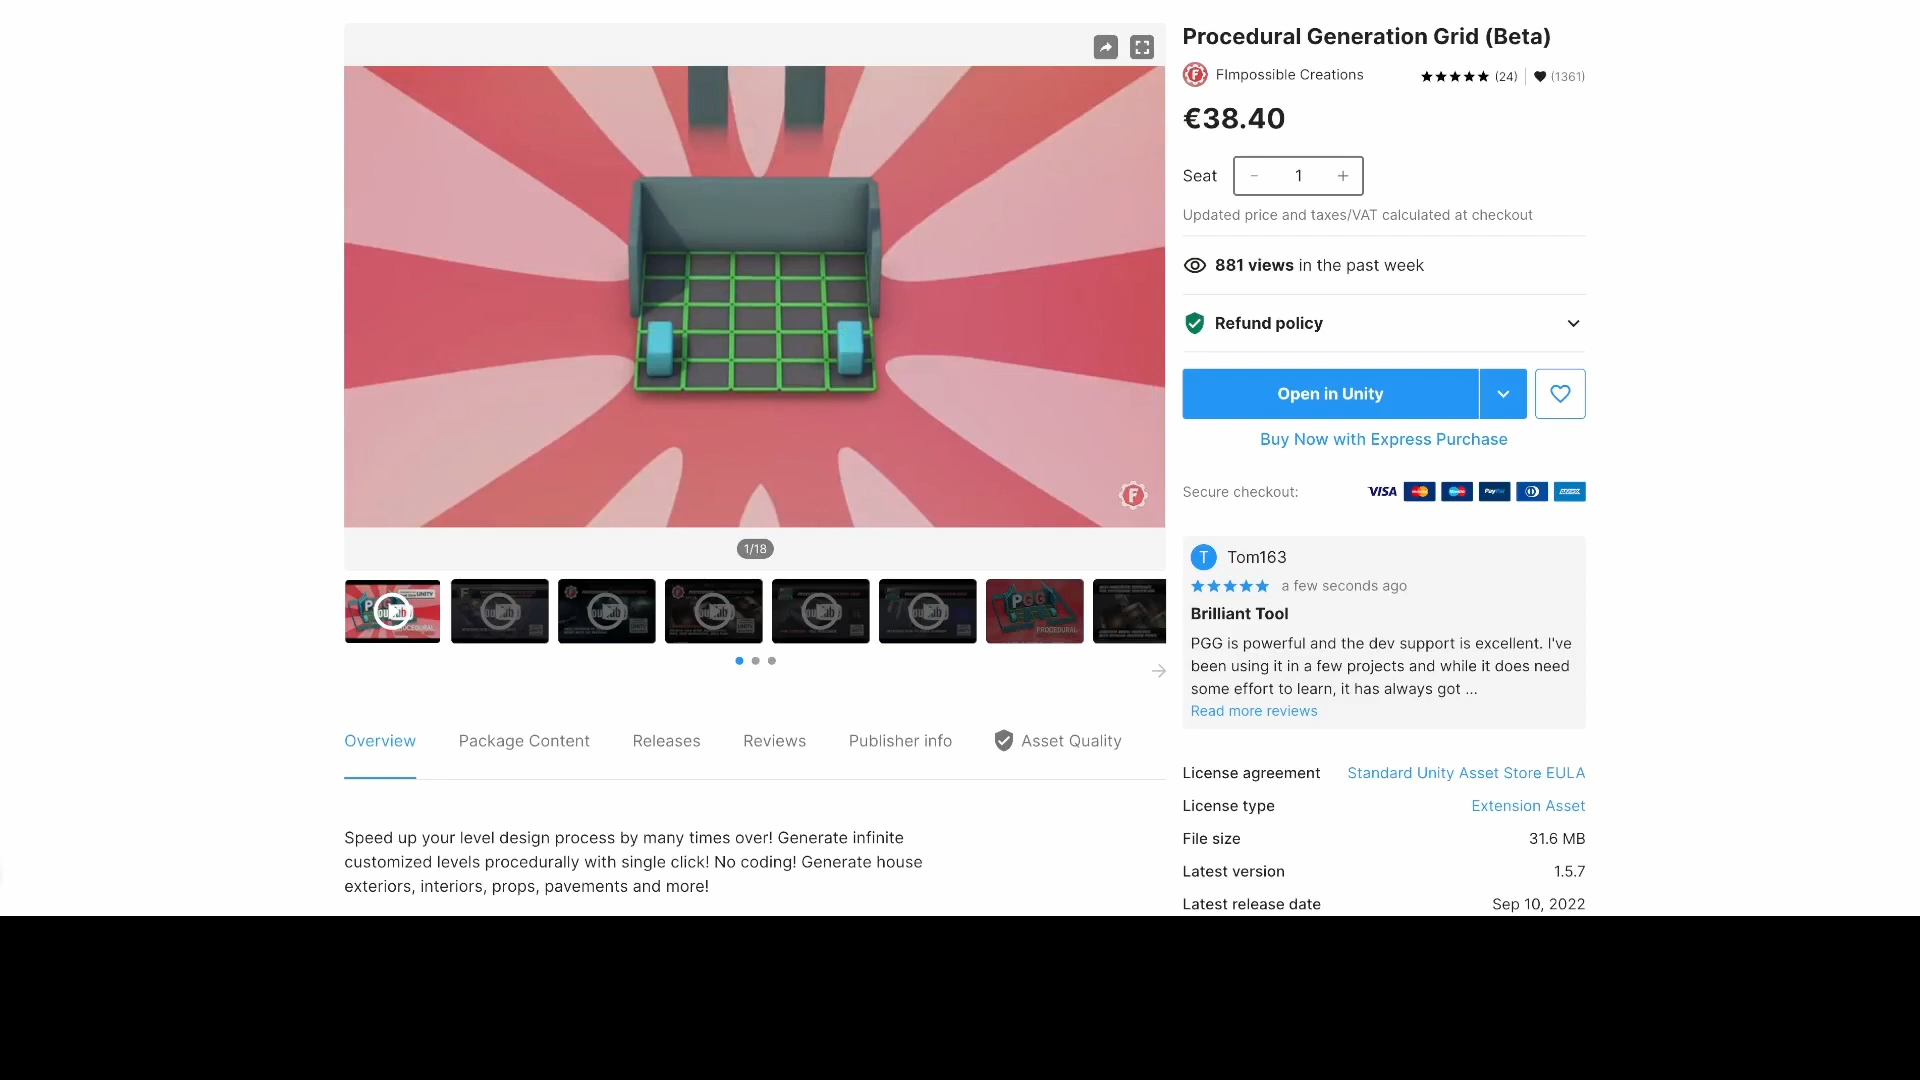 Procedural Generation Grid (Beta)
FImpossible Creations
(24)
(1361)
€38.40
Seat
1
Updated price and taxes/VAT calculated at checkout
881 views in the past week
Refund policy
Open in Unity
Buy Now with Express Purchase
Secure checkout:
VISA
PayPal
F
1/18
T
Tom163
a few seconds ago
Brilliant Tool
PGG is powerful and the dev support is excellent. I've
been using it in a few projects and while it does need
some effort to learn, it has always got ...
Read more reviews
PGG
PROCEDURAL
Overview
Package Content
Releases
Reviews
Publisher info
Asset Quality
License agreement
Standard Unity Asset Store EULA
License type
Extension Asset
File size
31.6 MB
Latest version
1.5.7
Latest release date
Sep 10, 2022
Speed up your level design process by many times over! Generate infinite
customized levels procedurally with single click! No coding! Generate house
exteriors, interiors, props, pavements and more!